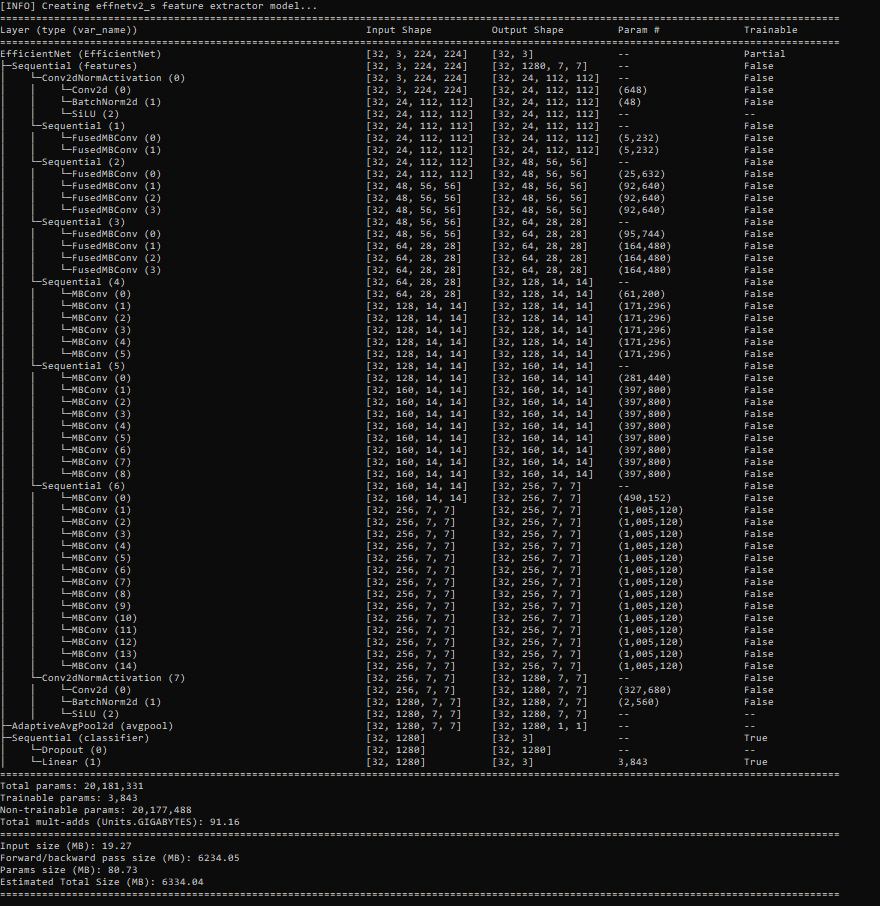 [INFO] Creating effnetv2_s feature extractor model...
============================================================================================================================================
Layer (type (var_name))                                      Input Shape          Output Shape         Param #              Trainable
============================================================================================================================================
EfficientNet (EfficientNet)                                  [32, 3, 224, 224]    [32, 3]              --                   Partial
├─Sequential (features)                                      [32, 3, 224, 224]    [32, 1280, 7, 7]     --                   False
│    └─Conv2dNormActivation (0)                              [32, 3, 224, 224]    [32, 24, 112, 112]   --                   False
│    │    └─Conv2d (0)                                       [32, 3, 224, 224]    [32, 24, 112, 112]   (648)                False
│    │    └─BatchNorm2d (1)                                  [32, 24, 112, 112]   [32, 24, 112, 112]   (48)                 False
│    │    └─SiLU (2)                                         [32, 24, 112, 112]   [32, 24, 112, 112]   --                   --
│    └─Sequential (1)                                        [32, 24, 112, 112]   [32, 24, 112, 112]   --                   False
│    │    └─FusedMBConv (0)                                  [32, 24, 112, 112]   [32, 24, 112, 112]   (5,232)              False
│    │    └─FusedMBConv (1)                                  [32, 24, 112, 112]   [32, 24, 112, 112]   (5,232)              False
│    └─Sequential (2)                                        [32, 24, 112, 112]   [32, 48, 56, 56]     --                   False
│    │    └─FusedMBConv (0)                                  [32, 24, 112, 112]   [32, 48, 56, 56]     (25,632)             False
│    │    └─FusedMBConv (1)                                  [32, 48, 56, 56]     [32, 48, 56, 56]     (92,640)             False
│    │    └─FusedMBConv (2)                                  [32, 48, 56, 56]     [32, 48, 56, 56]     (92,640)             False
│    │    └─FusedMBConv (3)                                  [32, 48, 56, 56]     [32, 48, 56, 56]     (92,640)             False
│    └─Sequential (3)                                        [32, 48, 56, 56]     [32, 64, 28, 28]     --                   False
│    │    └─FusedMBConv (0)                                  [32, 48, 56, 56]     [32, 64, 28, 28]     (95,744)             False
│    │    └─FusedMBConv (1)                                  [32, 64, 28, 28]     [32, 64, 28, 28]     (164,480)            False
│    │    └─FusedMBConv (2)                                  [32, 64, 28, 28]     [32, 64, 28, 28]     (164,480)            False
│    │    └─FusedMBConv (3)                                  [32, 64, 28, 28]     [32, 64, 28, 28]     (164,480)            False
│    └─Sequential (4)                                        [32, 64, 28, 28]     [32, 128, 14, 14]    --                   False
│    │    └─MBConv (0)                                       [32, 64, 28, 28]     [32, 128, 14, 14]    (61,200)             False
│    │    └─MBConv (1)                                       [32, 128, 14, 14]    [32, 128, 14, 14]    (171,296)            False
│    │    └─MBConv (2)                                       [32, 128, 14, 14]    [32, 128, 14, 14]    (171,296)            False
│    │    └─MBConv (3)                                       [32, 128, 14, 14]    [32, 128, 14, 14]    (171,296)            False
│    │    └─MBConv (4)                                       [32, 128, 14, 14]    [32, 128, 14, 14]    (171,296)            False
│    │    └─MBConv (5)                                       [32, 128, 14, 14]    [32, 128, 14, 14]    (171,296)            False
│    └─Sequential (5)                                        [32, 128, 14, 14]    [32, 160, 14, 14]    --                   False
│    │    └─MBConv (0)                                       [32, 128, 14, 14]    [32, 160, 14, 14]    (281,440)            False
│    │    └─MBConv (1)                                       [32, 160, 14, 14]    [32, 160, 14, 14]    (397,800)            False
│    │    └─MBConv (2)                                       [32, 160, 14, 14]    [32, 160, 14, 14]    (397,800)            False
│    │    └─MBConv (3)                                       [32, 160, 14, 14]    [32, 160, 14, 14]    (397,800)            False
│    │    └─MBConv (4)                                       [32, 160, 14, 14]    [32, 160, 14, 14]    (397,800)            False
│    │    └─MBConv (5)                                       [32, 160, 14, 14]    [32, 160, 14, 14]    (397,800)            False
│    │    └─MBConv (6)                                       [32, 160, 14, 14]    [32, 160, 14, 14]    (397,800)            False
│    │    └─MBConv (7)                                       [32, 160, 14, 14]    [32, 160, 14, 14]    (397,800)            False
│    │    └─MBConv (8)                                       [32, 160, 14, 14]    [32, 160, 14, 14]    (397,800)            False
│    └─Sequential (6)                                        [32, 160, 14, 14]    [32, 256, 7, 7]      --                   False
│    │    └─MBConv (0)                                       [32, 160, 14, 14]    [32, 256, 7, 7]      (490,152)            False
│    │    └─MBConv (1)                                       [32, 256, 7, 7]      [32, 256, 7, 7]      (1,005,120)          False
│    │    └─MBConv (2)                                       [32, 256, 7, 7]      [32, 256, 7, 7]      (1,005,120)          False
│    │    └─MBConv (3)                                       [32, 256, 7, 7]      [32, 256, 7, 7]      (1,005,120)          False
│    │    └─MBConv (4)                                       [32, 256, 7, 7]      [32, 256, 7, 7]      (1,005,120)          False
│    │    └─MBConv (5)                                       [32, 256, 7, 7]      [32, 256, 7, 7]      (1,005,120)          False
│    │    └─MBConv (6)                                       [32, 256, 7, 7]      [32, 256, 7, 7]      (1,005,120)          False
│    │    └─MBConv (7)                                       [32, 256, 7, 7]      [32, 256, 7, 7]      (1,005,120)          False
│    │    └─MBConv (8)                                       [32, 256, 7, 7]      [32, 256, 7, 7]      (1,005,120)          False
│    │    └─MBConv (9)                                       [32, 256, 7, 7]      [32, 256, 7, 7]      (1,005,120)          False
│    │    └─MBConv (10)                                      [32, 256, 7, 7]      [32, 256, 7, 7]      (1,005,120)          False
│    │    └─MBConv (11)                                      [32, 256, 7, 7]      [32, 256, 7, 7]      (1,005,120)          False
│    │    └─MBConv (12)                                      [32, 256, 7, 7]      [32, 256, 7, 7]      (1,005,120)          False
│    │    └─MBConv (13)                                      [32, 256, 7, 7]      [32, 256, 7, 7]      (1,005,120)          False
│    │    └─MBConv (14)                                      [32, 256, 7, 7]      [32, 256, 7, 7]      (1,005,120)          False
│    └─Conv2dNormActivation (7)                              [32, 256, 7, 7]      [32, 1280, 7, 7]     --                   False
│    │    └─Conv2d (0)                                       [32, 256, 7, 7]      [32, 1280, 7, 7]     (327,680)            False
│    │    └─BatchNorm2d (1)                                  [32, 1280, 7, 7]     [32, 1280, 7, 7]     (2,560)              False
│    │    └─SiLU (2)                                         [32, 1280, 7, 7]     [32, 1280, 7, 7]     --                   --
├─AdaptiveAvgPool2d (avgpool)                                [32, 1280, 7, 7]     [32, 1280, 1, 1]     --                   --
├─Sequential (classifier)                                    [32, 1280]           [32, 3]              --                   True
│    └─Dropout (0)                                           [32, 1280]           [32, 1280]           --                   --
│    └─Linear (1)                                            [32, 1280]           [32, 3]              3,843                True
============================================================================================================================================
Total params: 20,181,331
Trainable params: 3,843
Non-trainable params: 20,177,488
Total mult-adds (Units.GIGABYTES): 91.16
============================================================================================================================================
Input size (MB): 19.27
Forward/backward pass size (MB): 6234.05
Params size (MB): 80.73
Estimated Total Size (MB): 6334.04
============================================================================================================================================